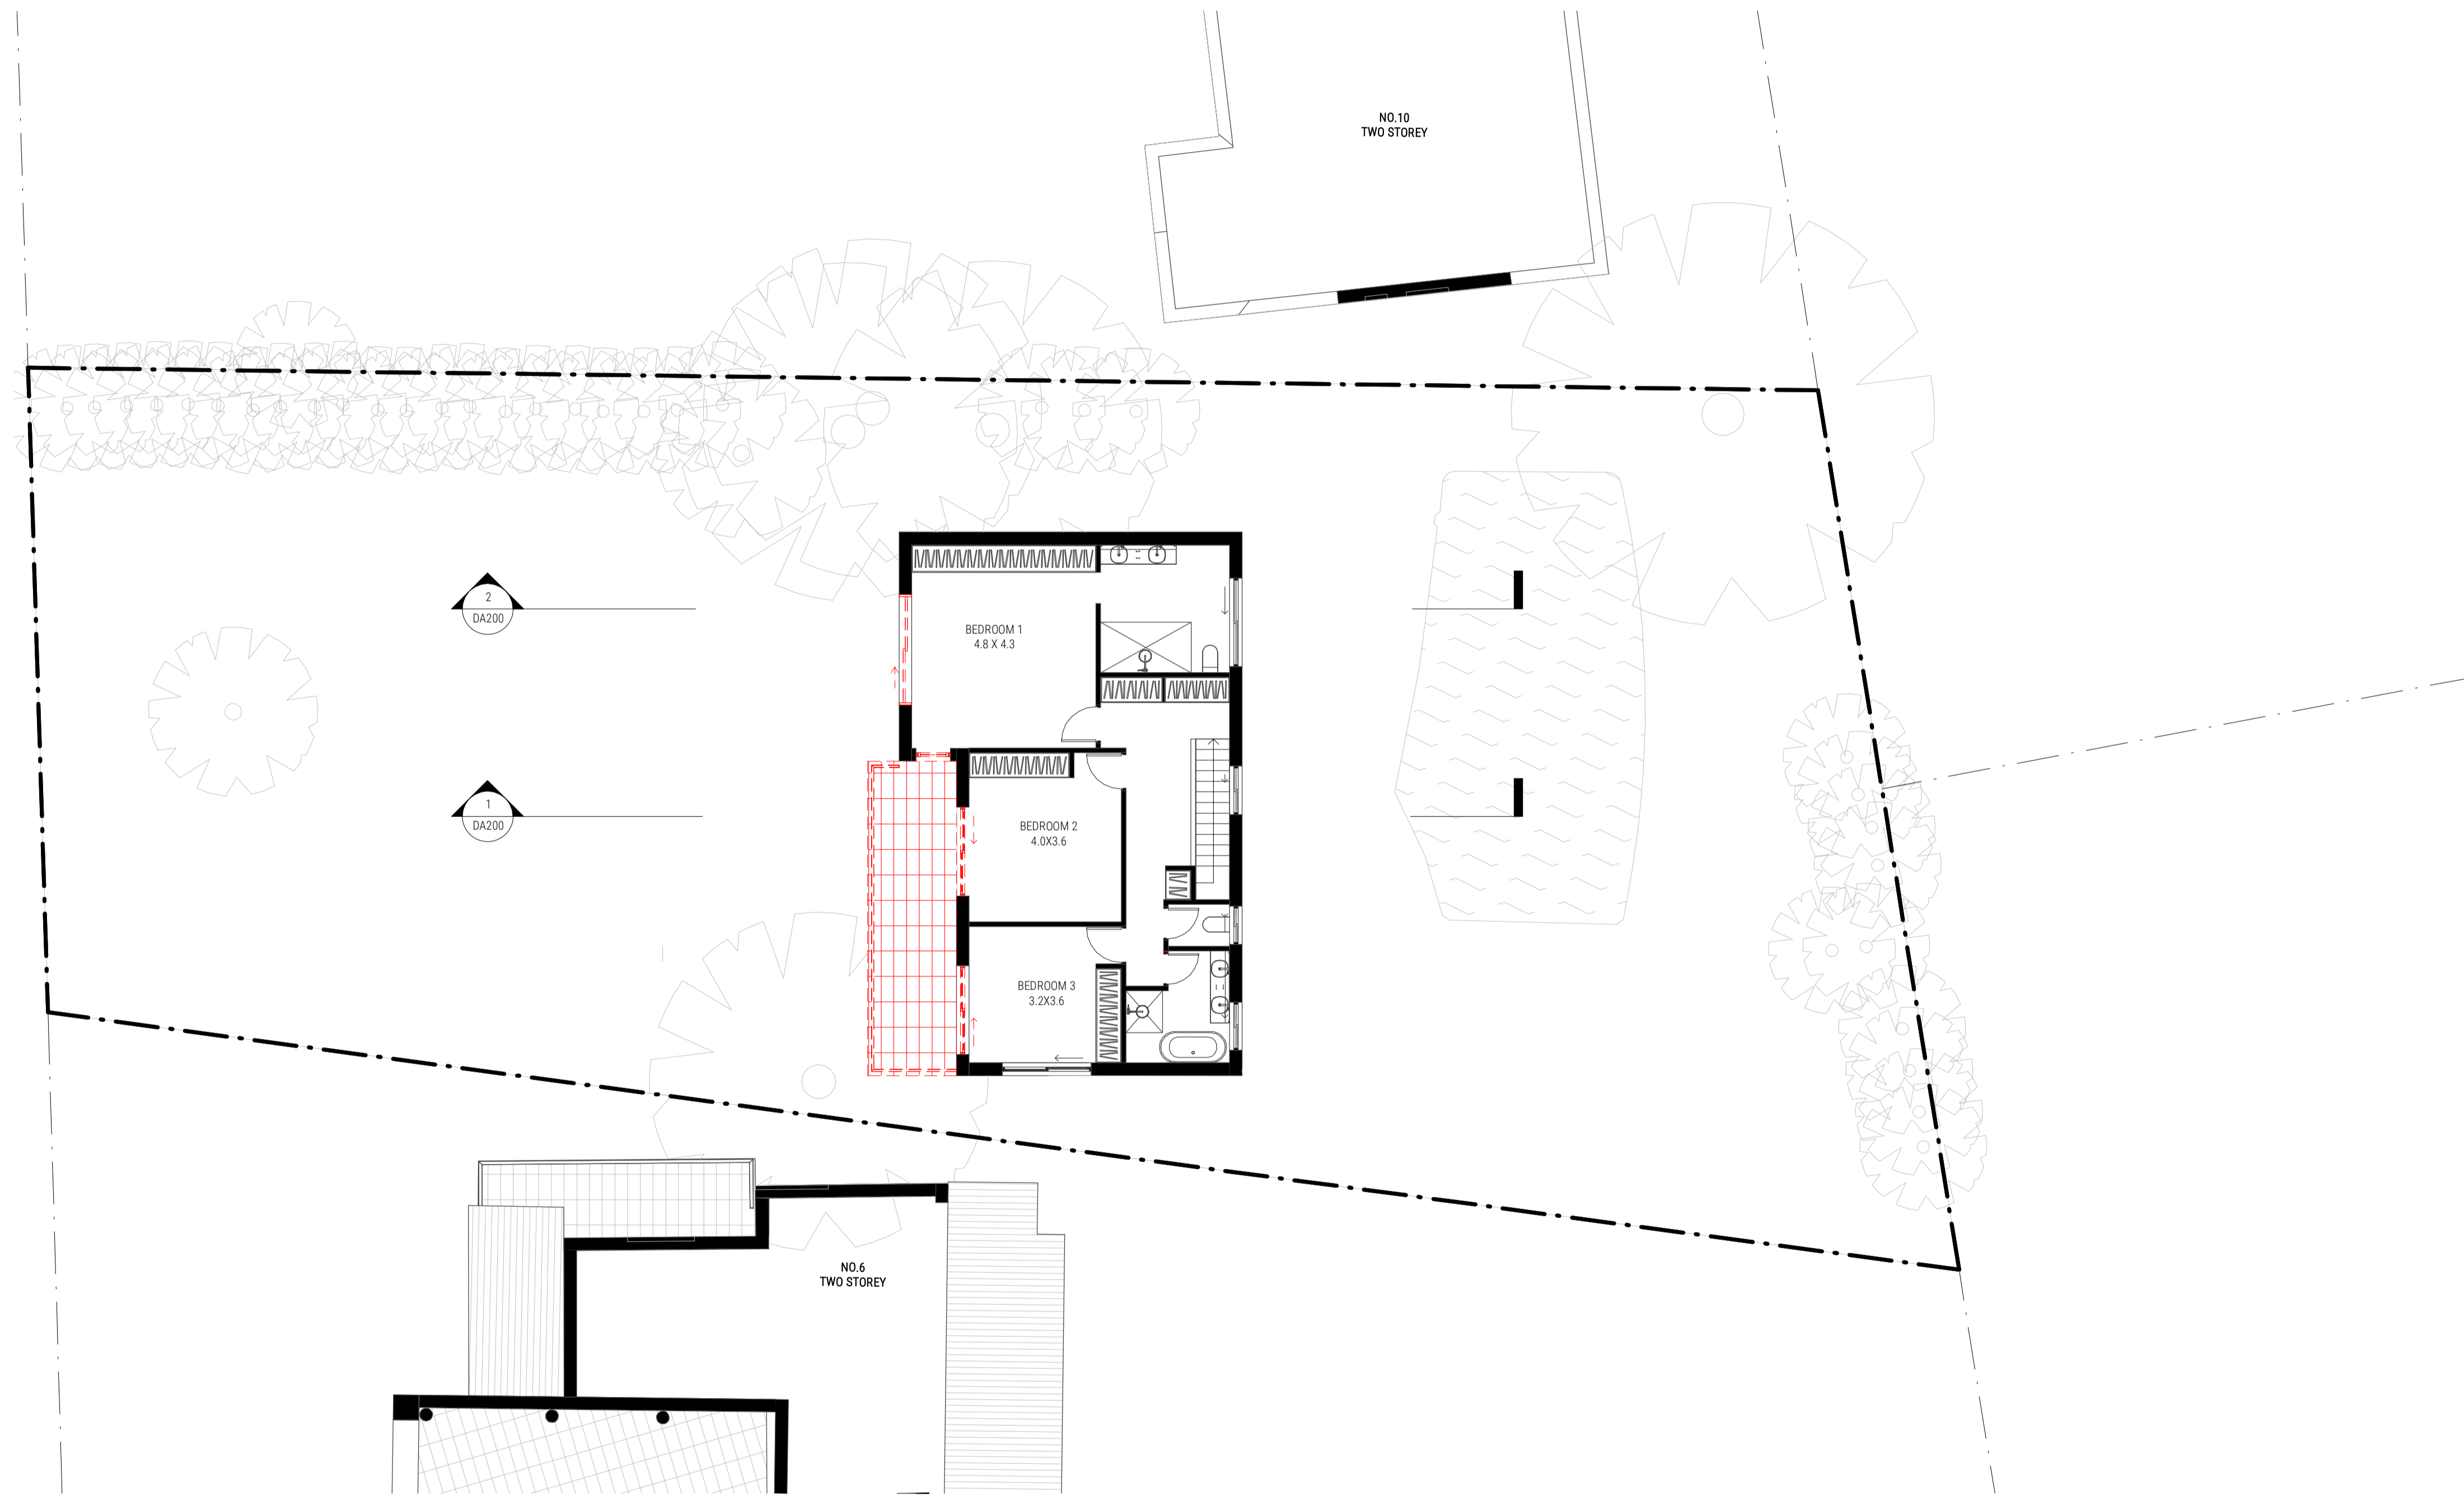 NO.10
TWO STOREY
2
DA200
BEDROOM 1
4.8 X 4.3
1
DA200
BEDROOM 2
4.0X3.6
BEDROOM 3
3.2X3.6
NO.6
TWO STOREY